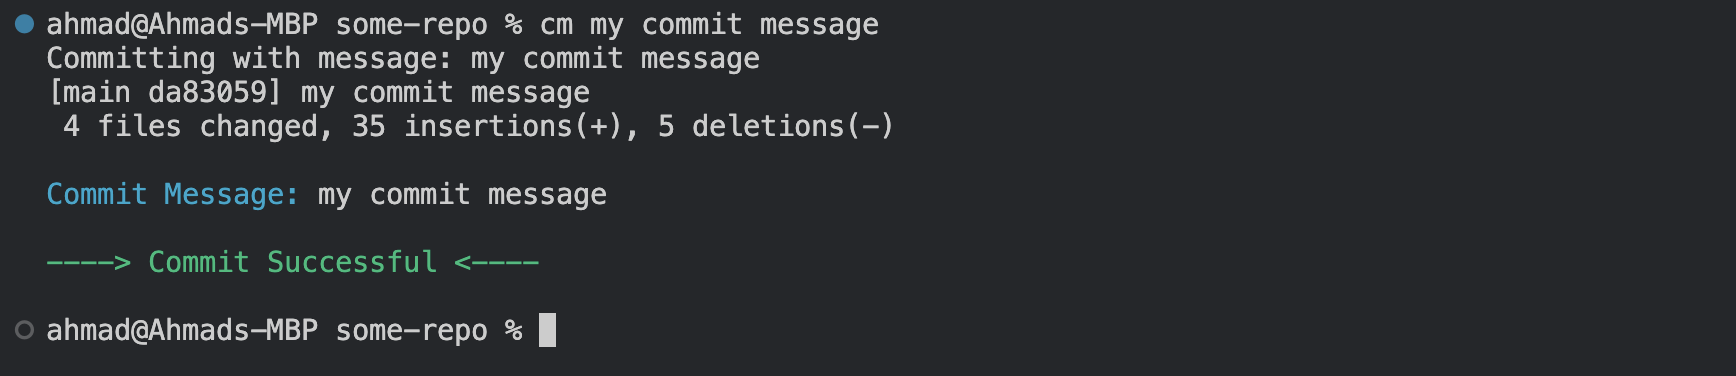 ahmad@Ahmads-MBP some-repo % cm my commit message
Committing with message: my commit message
[main da83059] my commit message
4 files changed, 35 insertions(+), 5 deletions(-)
Commit Message: my commit message
----> Commit Successful <----
ahmad@Ahmads-MBP some-repo %